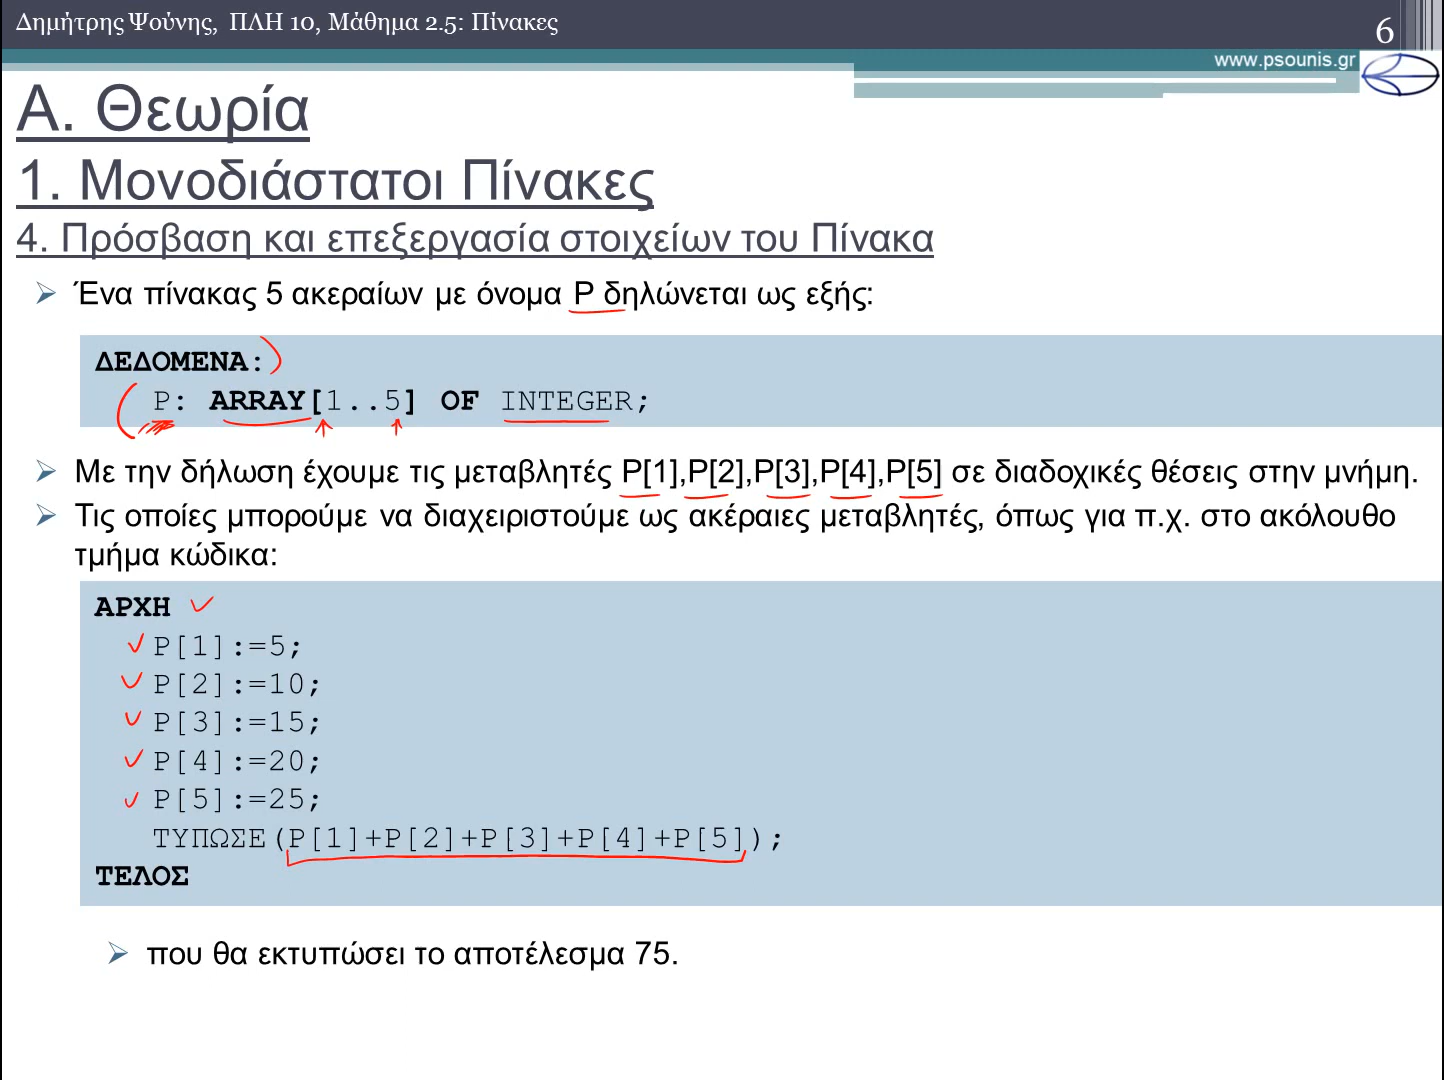 Δημήτρης Ψούνης, ΠΛΗ 10, Μάθημα 2.5: Πίνακες
6
www.psounis.gr
Α. Θεωρία
1. Μονοδιάστατοι Πίνακες
4. Πρόσβαση και επεξεργασία στοιχείων του Πίνακα
Ένα πίνακας 5 ακεραίων με όνομα P δηλώνεται ως εξής:
ΔΕΔΟΜΕΝΑ:
P: ARRAY[1..5] OF INTEGER;
Με την δήλωση έχουμε τις μεταβλητές P[1],P[2],P[3],P[4],P[5] σε διαδοχικές θέσεις στην μνήμη.
Τις οποίες μπορούμε να διαχειριστούμε ως ακέραιες μεταβλητές, όπως για π.χ. στο ακόλουθο
τμήμα κώδικα:
ΑΡΧΗ
P[1]:=5;
P[2]:=10;
P[3]:=15;
P[4]:=20;
P[5]:=25;
ΤΥΠΩΣΕ(P[1]+P[2]+P[3]+P[4]+P[5]);
ΤΕΛΟΣ
που θα εκτυπώσει το αποτέλεσμα 75.